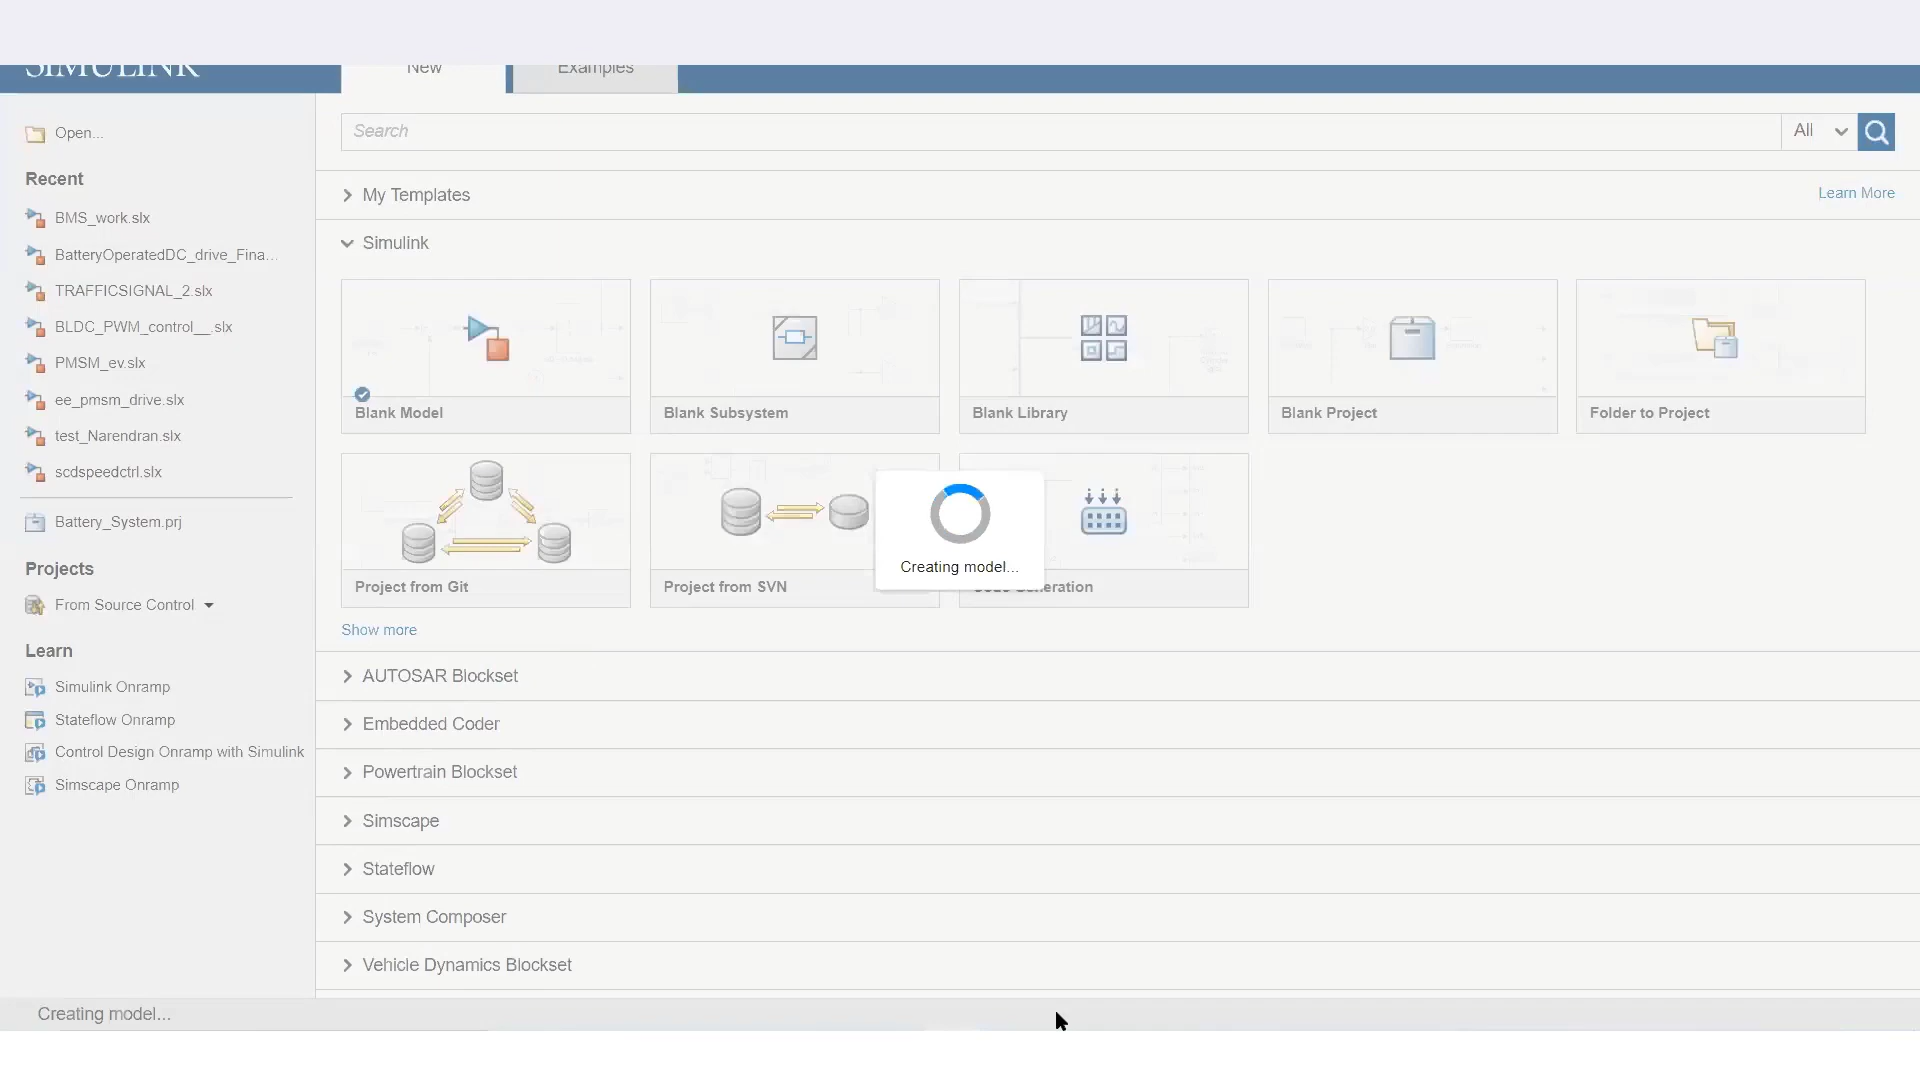 SIMULINK
New
Examples
Open...
Search
All
Recent
My Templates
Learn More
BMS_work.slx
Simulink
BatteryOperatedDC_drive_Fina...
TRAFFICSIGNAL_2.slx
BLDC_PWM_control__.slx
PMSM_ev.slx
ee_pmsm_drive.slx
test_Narendran.slx
scdspeedctrl.slx
Blank Model
Blank Subsystem
Blank Library
Blank Project
Folder to Project
Battery_System.prj
Projects
From Source Control
Creating model...
Project from Git
Project from SVN
Show more
Learn
Simulink Onramp
Stateflow Onramp
Control Design Onramp with Simulink
Simscape Onramp
AUTOSAR Blockset
Embedded Coder
Powertrain Blockset
Simscape
Stateflow
System Composer
Vehicle Dynamics Blockset
Creating model...